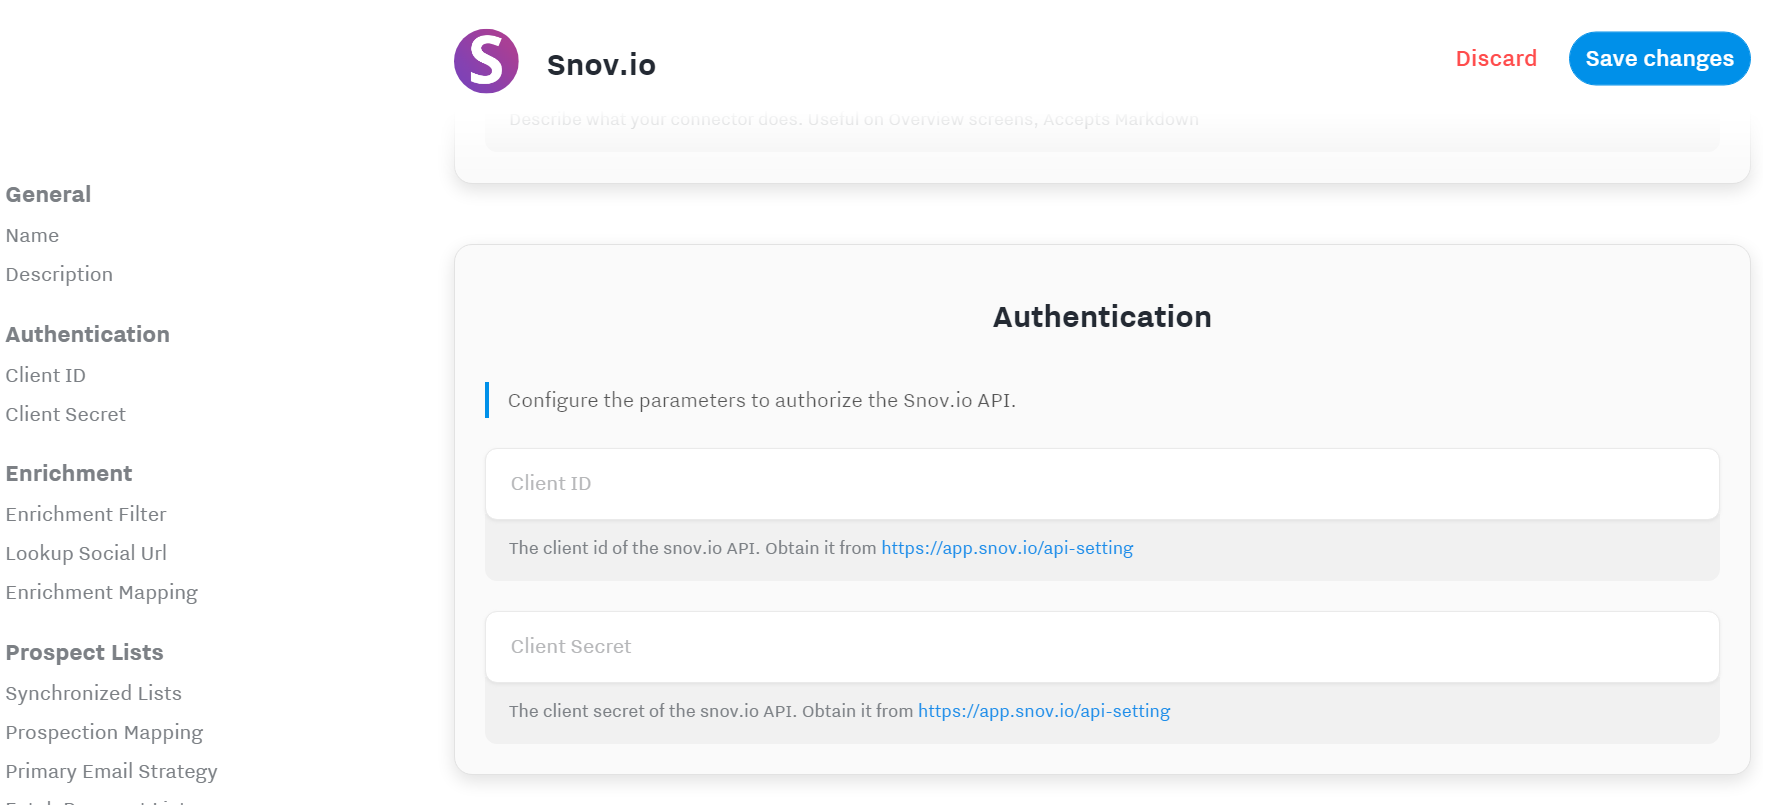 S
Snov.io
Discard
Save changes
Describe what your connector does. Useful on Overview screens, Accepts Markdown
General
Name
Description
Authentication
Client ID
Client Secret
Enrichment
Enrichment Filter
Lookup Social Url
Enrichment Mapping
Prospect Lists
Synchronized Lists
Prospection Mapping
Primary Email Strategy
Authentication
Configure the parameters to authorize the Snov.io API.
Client ID
The client id of the snov.io API. Obtain it from https://app.snov.io/api-setting
Client Secret
The client secret of the snov.io API. Obtain it from https://app.snov.io/api-setting